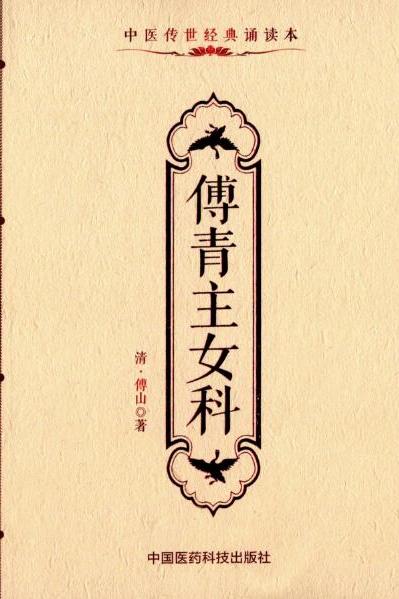 中医传世经典诵读本
傅青主女科
清·傅山◎著
中国医药科技出版社